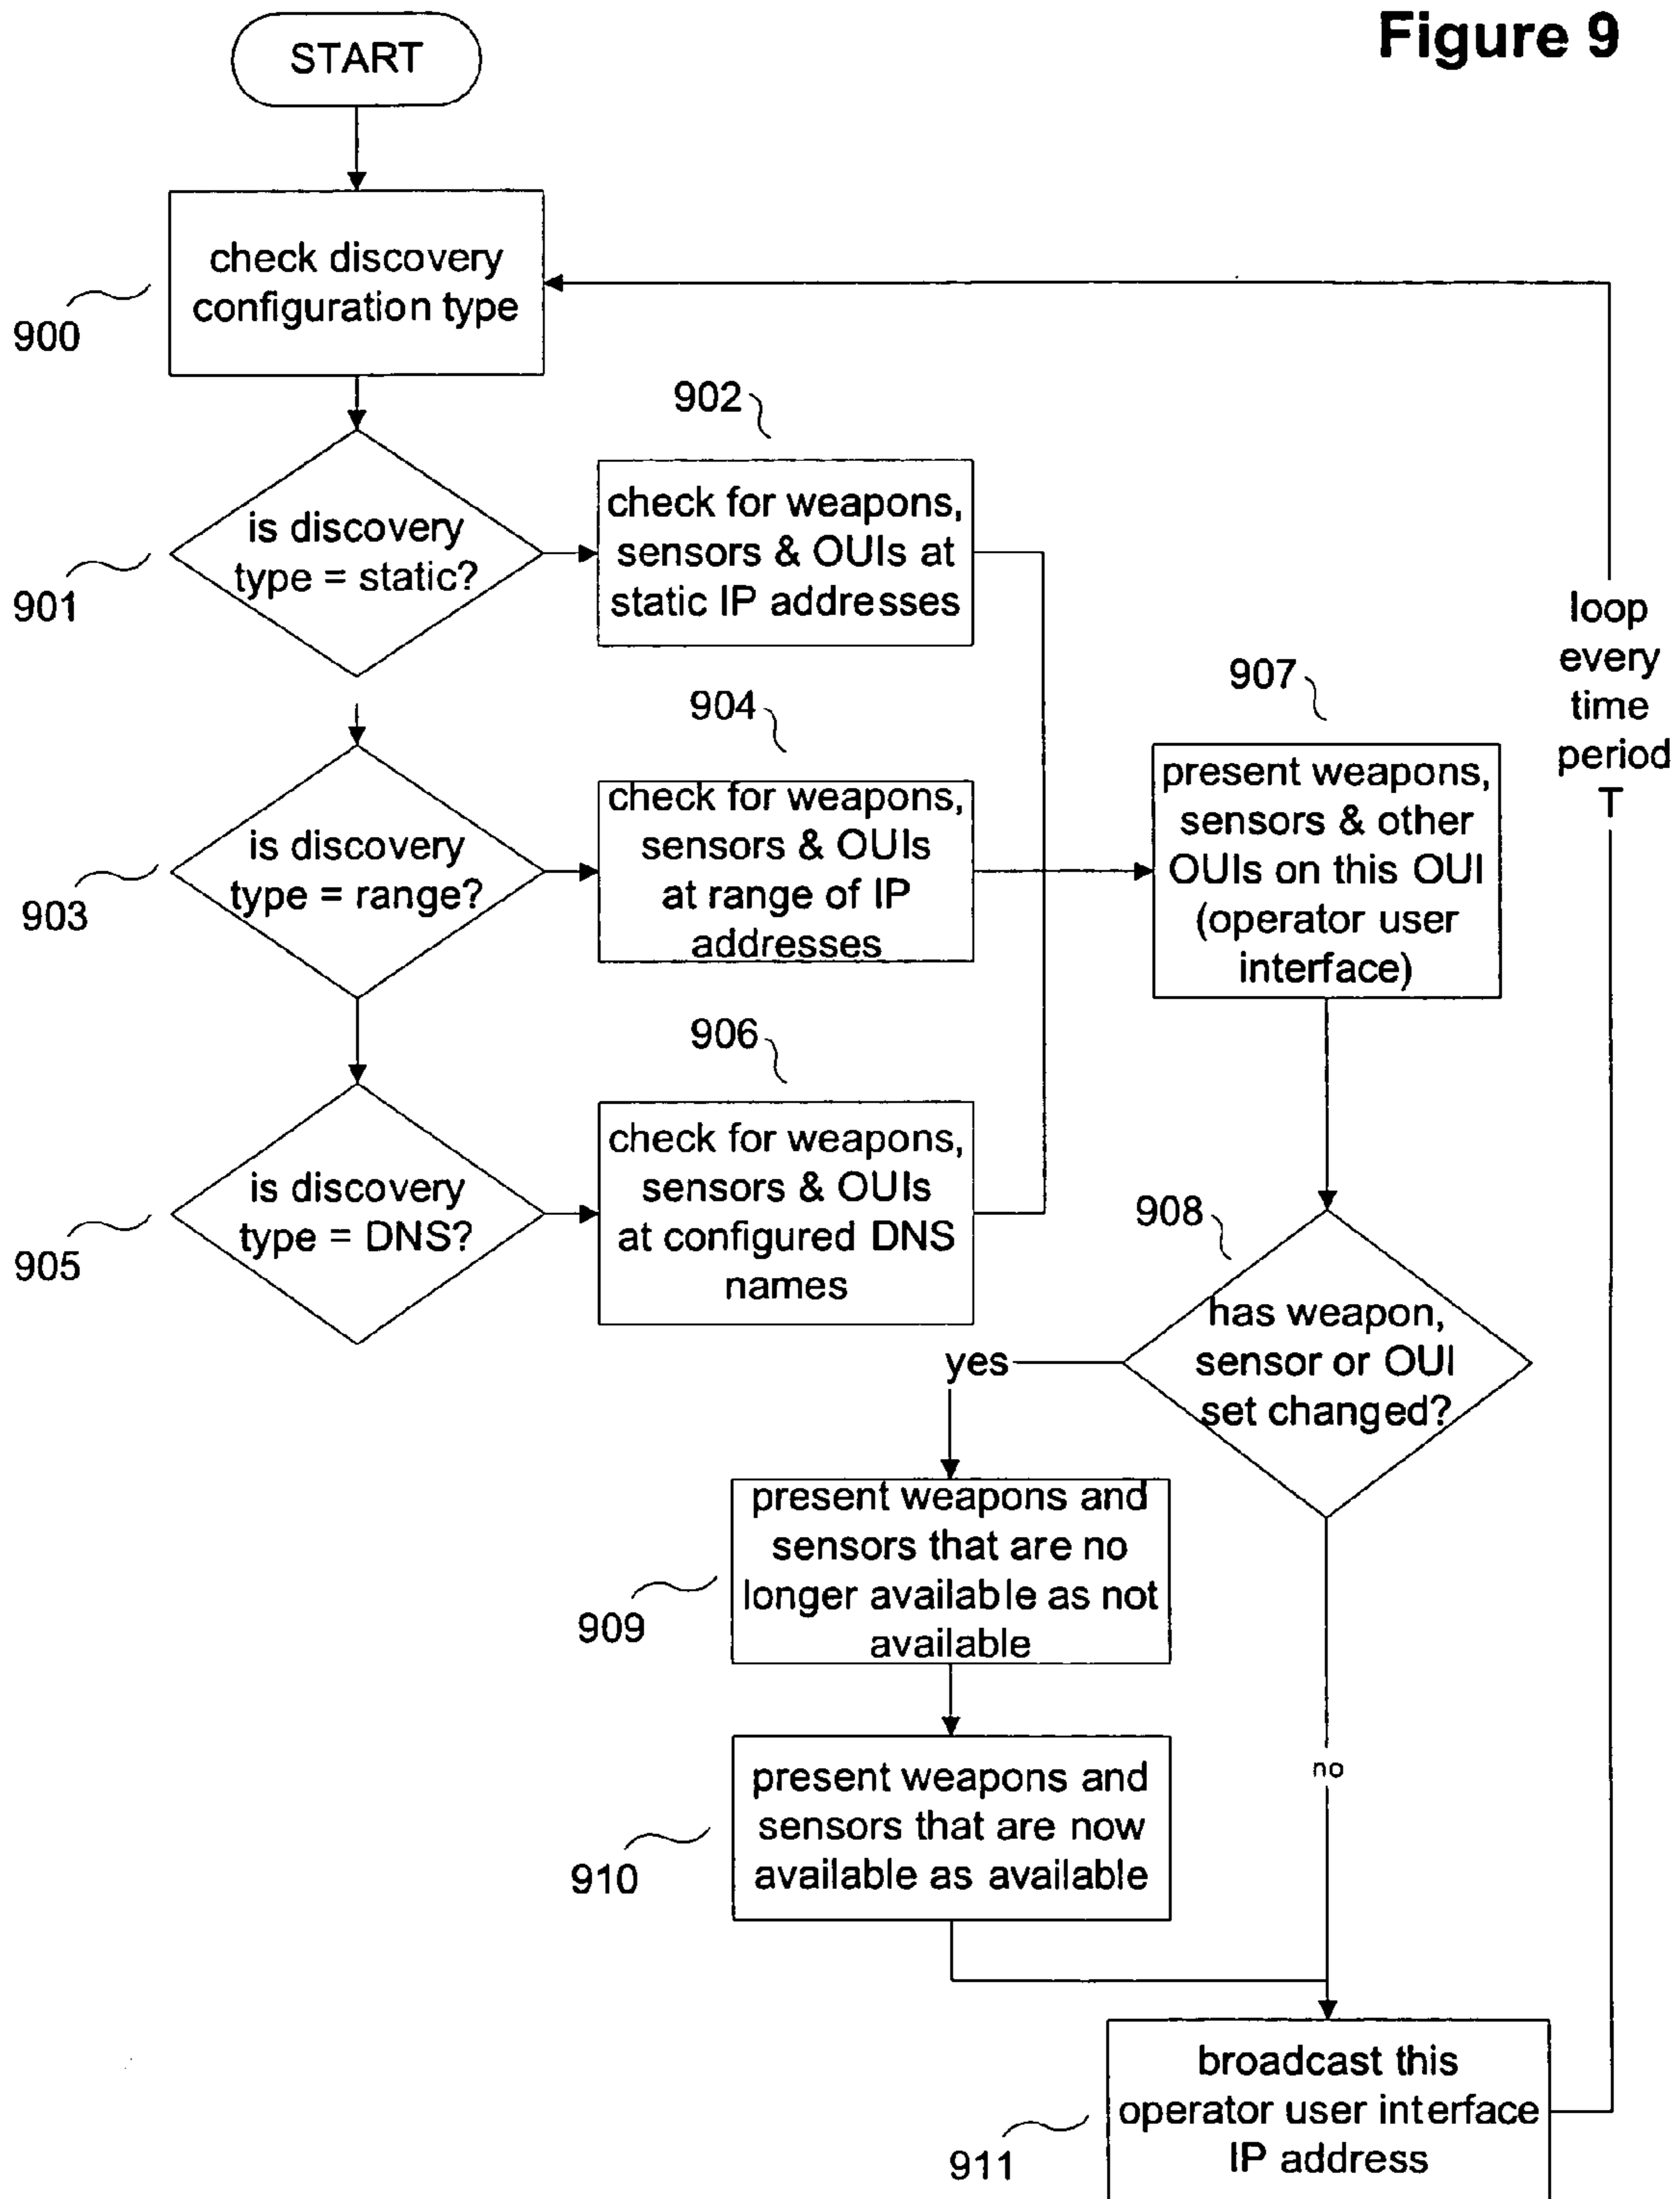 Figure 9
START
check discovery
configuration type
900
902
is discovery
type = static?
901
check for weapons,
sensors & OUIs at
static IP addresses
loop
every
time
period
T
904
907
is discovery
type = range?
903
check for weapons,
sensors & OUIs
at range of IP
addresses
present weapons,
sensors & other
OUIs on this OUI
(operator user
interface)
906
is discovery
type = DNS?
905
check for weapons,
sensors & OUIs
at configured DNS
names
908
has weapon,
sensor or OUI
set changed?
yes
present weapons and
sensors that are no
longer available as not
available
909
no
present weapons and
sensors that are now
available as available
910
broadcast this
operator user interface
IP address
911